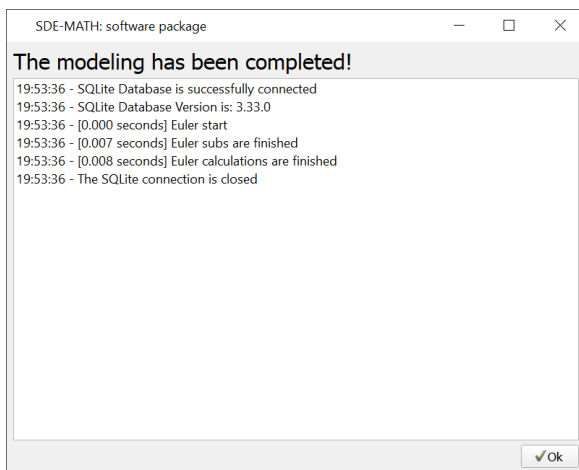 SDE-MATH: software package
The modeling has been completed!
19:53:36 - SQLite Database is successfully connected
19:53:36 - SQLite Database Version is: 3.33.0
19:53:36 - [0.000 seconds] Euler start
19:53:36 - [0.007 seconds] Euler subs are finished
19:53:36 - [0.008 seconds] Euler calculations are finished
19:53:36 - The SQLite connection is closed
Ok